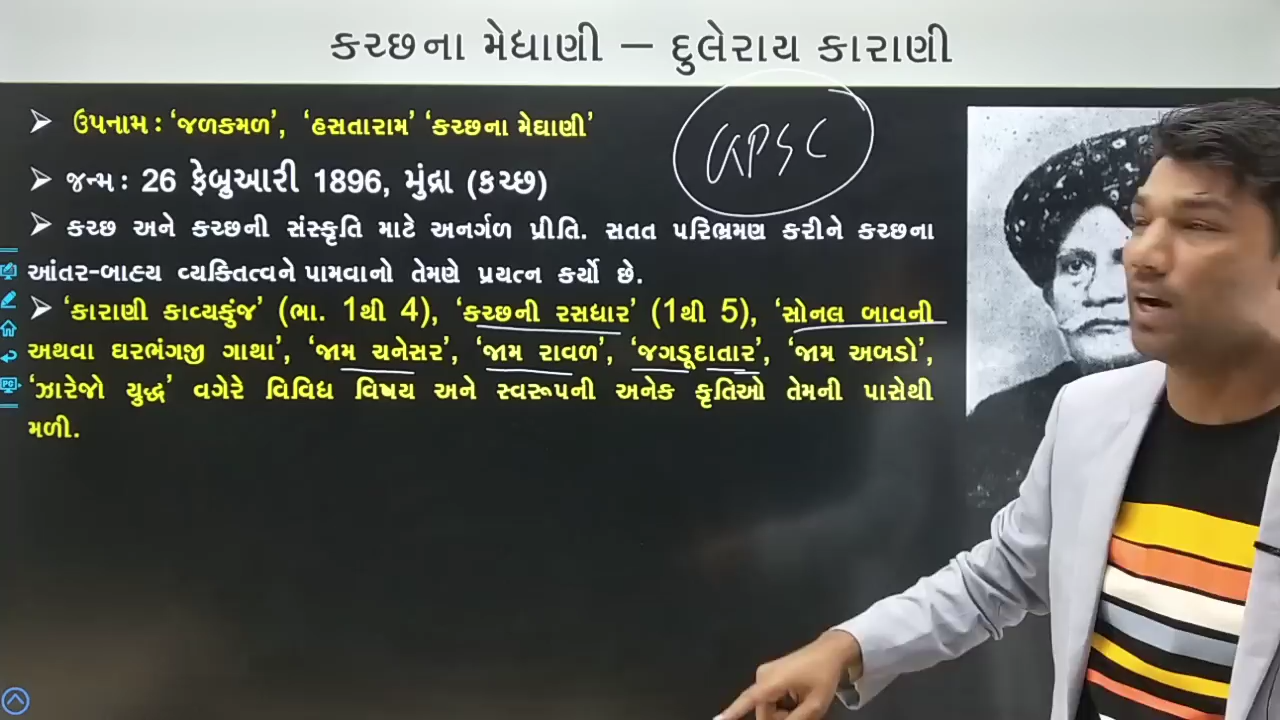 કચ્છના મેઘાણી – દુલેરાય કારાણી
➤ ઉપનામ : ‘જળકમળ’, ‘હસતારામ’ ‘કચ્છના મેઘાણી’
GPSC
➤ જન્મ : 26 ફેબ્રુઆરી 1896, મુંદ્રા (કચ્છ)
➤ કચ્છ અને કચ્છની સંસ્કૃતિ માટે અનર્ગળ પ્રીતિ. સતત પરિભ્રમણ કરીને કચ્છના
આંતર-બાહ્ય વ્યક્તિત્વને પામવાનો તેમણે પ્રયત્ન કર્યો છે.
➤ ‘કારાણી કાવ્યકુંજ’ (ભા. 1થી 4), ‘કચ્છની રસધાર’ (1થી 5), ‘સોનલ બાવની
અથવા ઘરભંગજી ગાથા’, ‘જામ ચનેસર’, ‘જામ રાવળ’, ‘જગડૂદાતાર’, ‘જામ અબડો’,
‘ઝારેજો યુદ્ધ’ વગેરે વિવિધ વિષય અને સ્વરૂપની અનેક કૃતિઓ તેમની પાસેથી
મળી.
PC